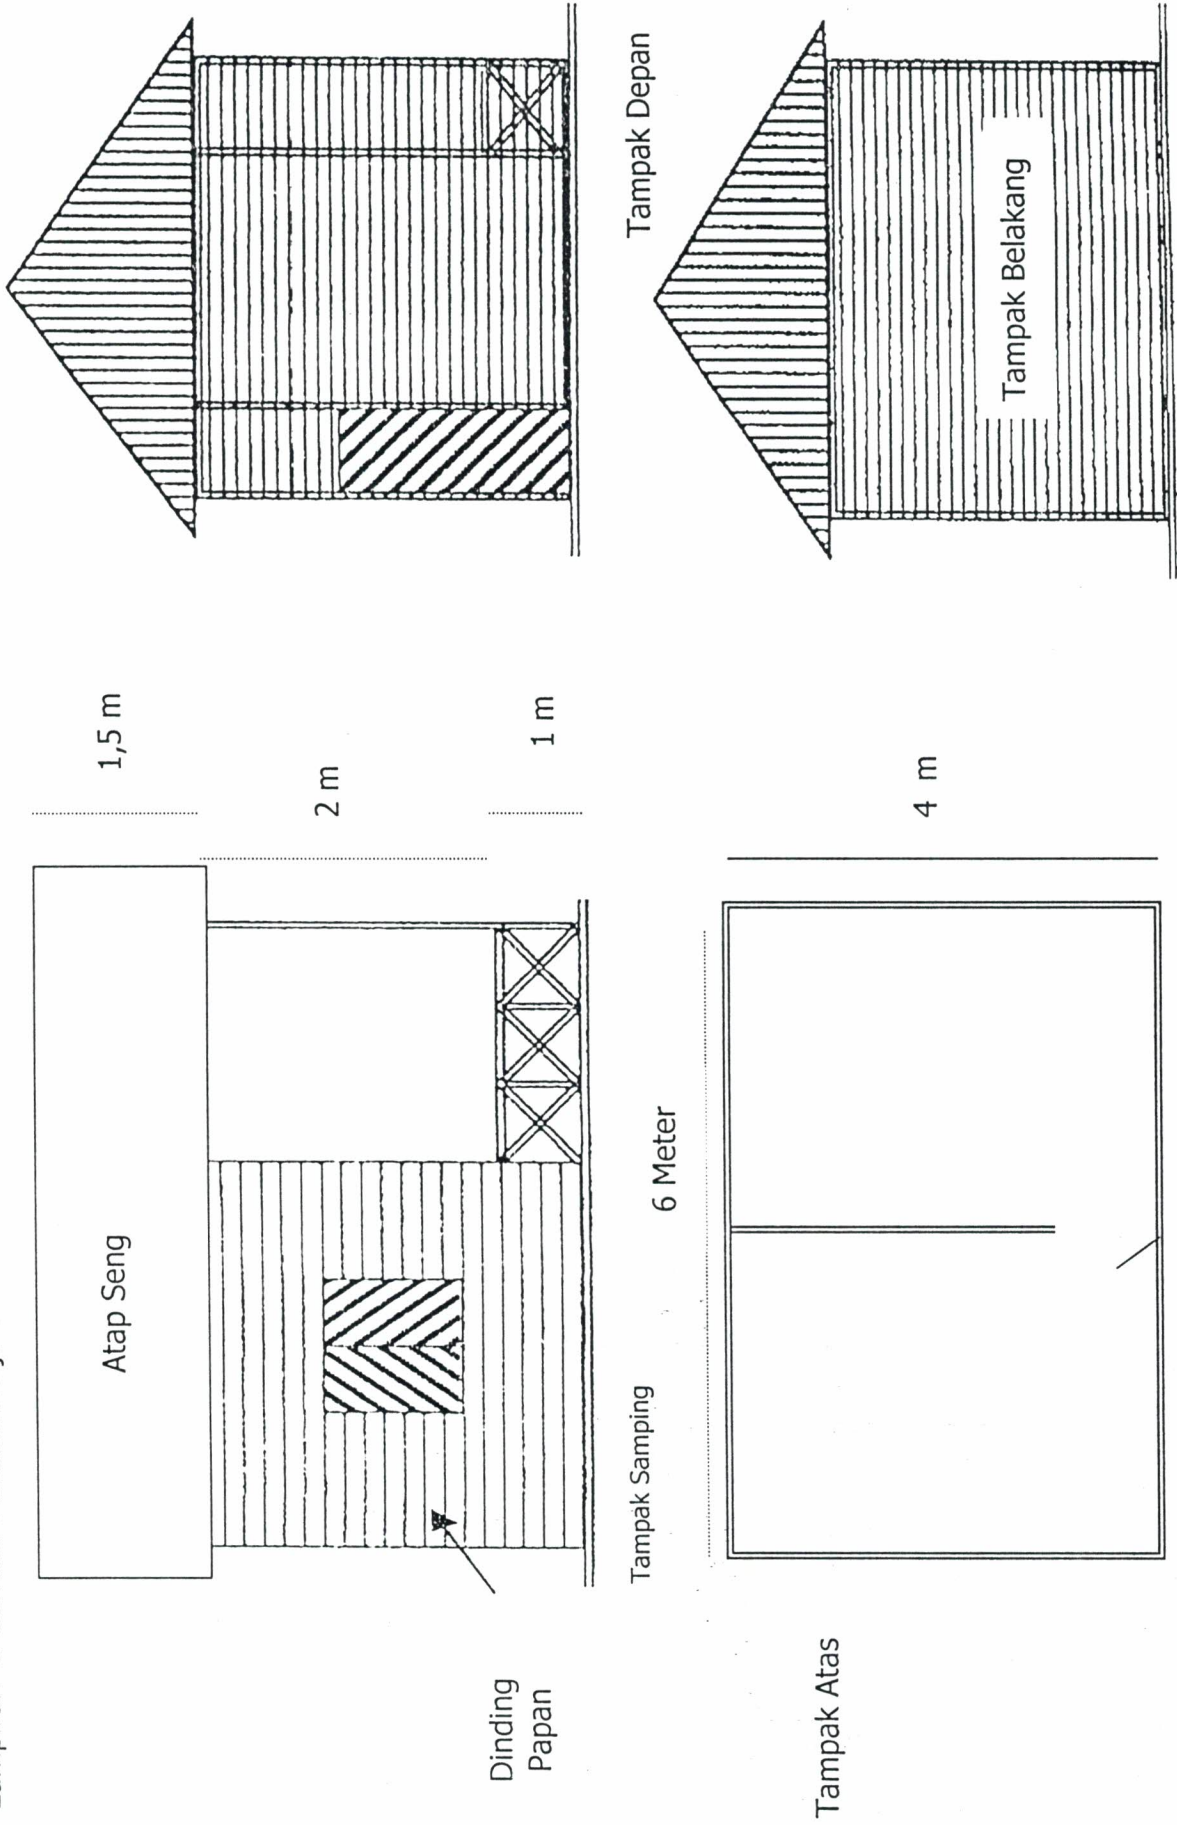 Atap Seng
1,5 m
2 m
1 m
Dinding
Papan
Tampak Samping
Tampak Depan
6 Meter
4 m
Tampak Atas
Tampak Belakang